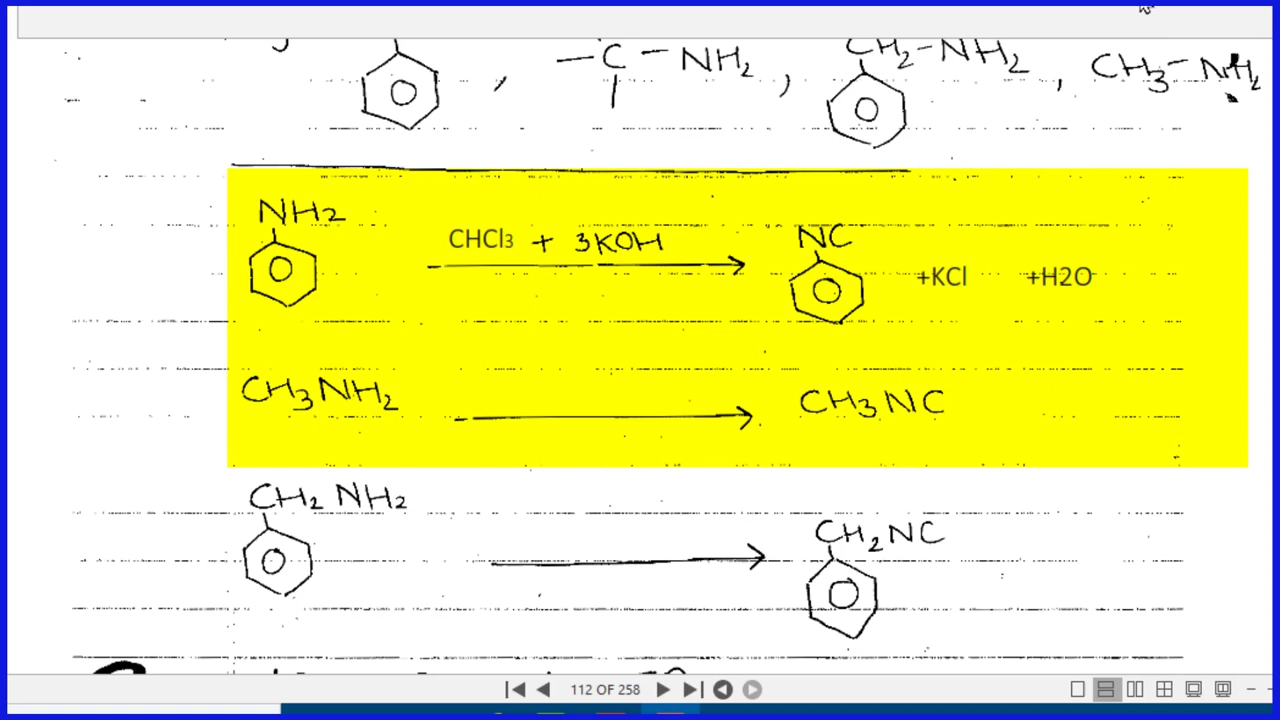 — C — NH2 , CH2-NH2 , CH3-NH2
NH2
CHCl3 + 3KOH
NC
+KCl +H2O
CH3NH2
CH3NC
CH2 NH2
CH2NC
112 OF 258